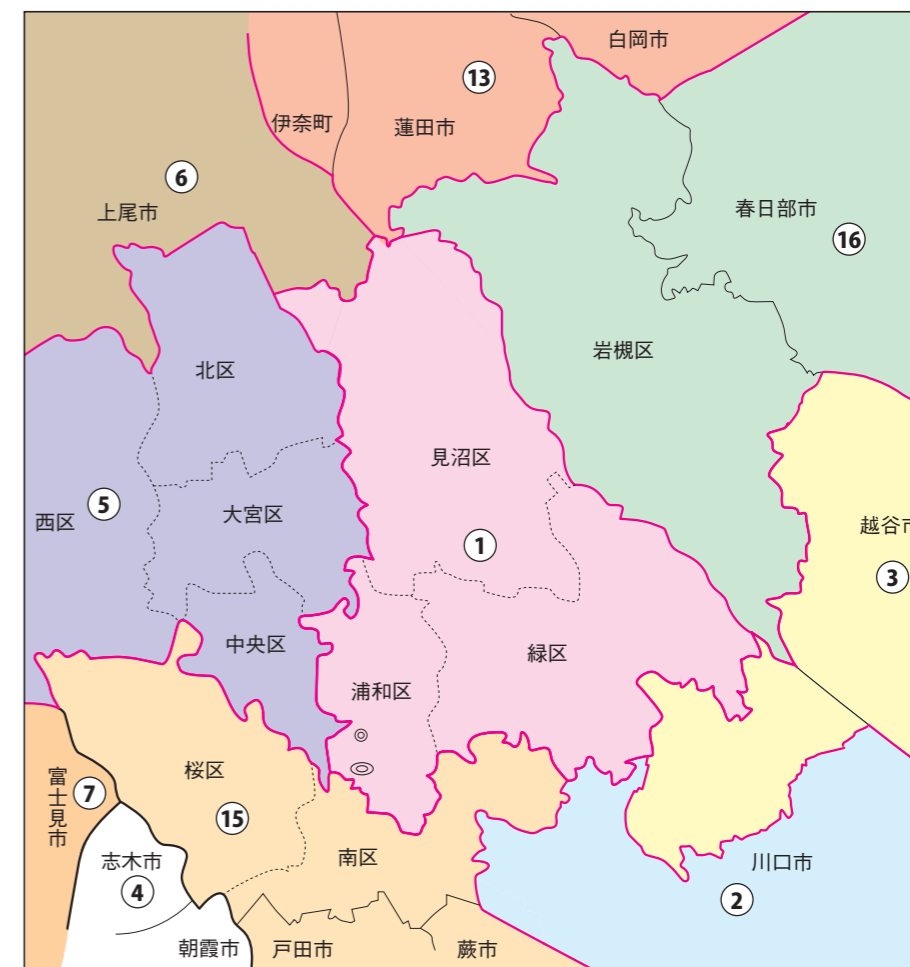 白岡市
13
伊奈町
蓮田市
6
上尾市
春日部市
16
岩槻区
北区
見沼区
5
西区
大宮区
1
越谷市
3
中央区
緑区
浦和区
桜区
富士見市
7
15
志木市
4
南区
川口市
2
朝霞市
戸田市
蕨市